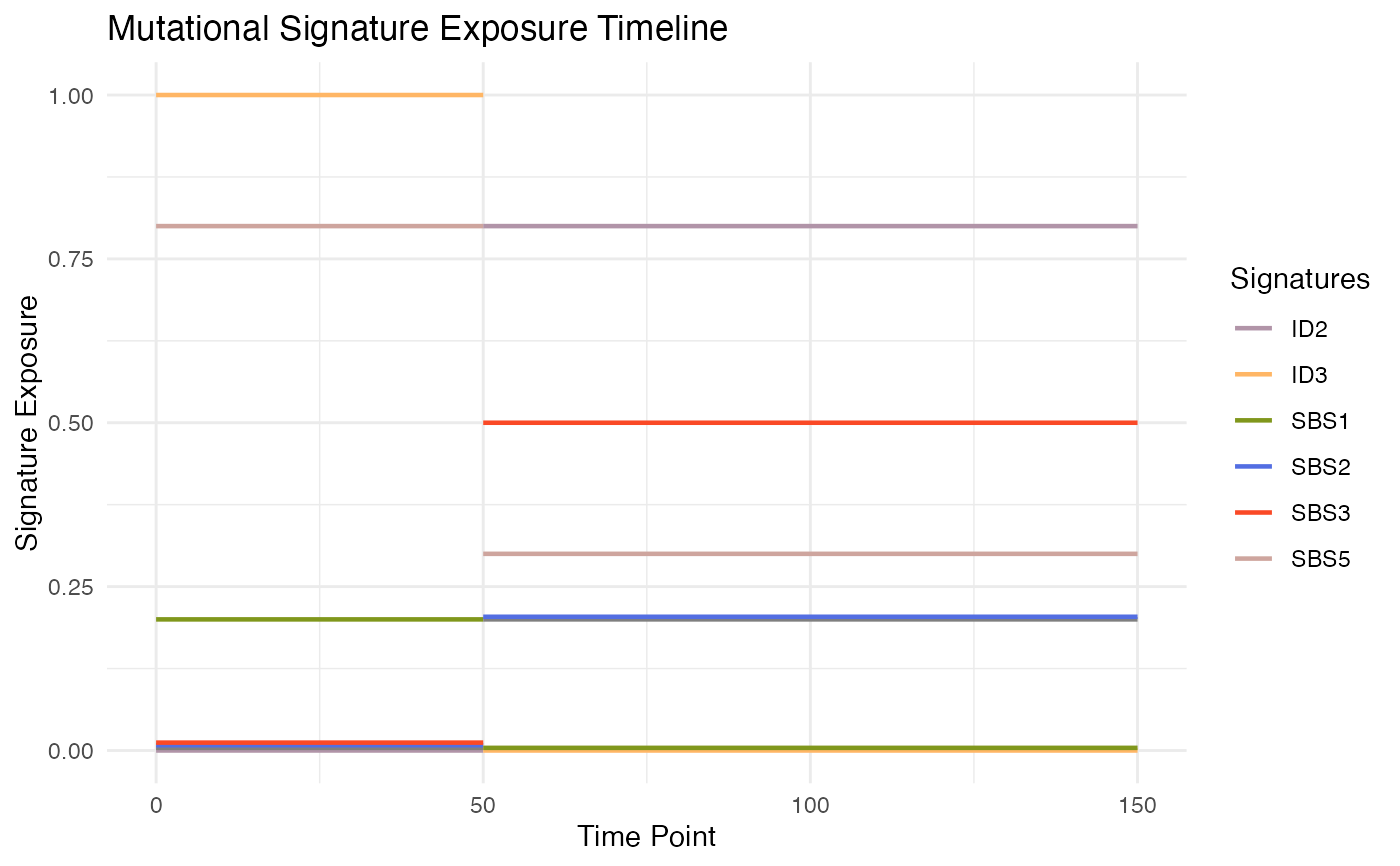 Mutational Signature Exposure Timeline
Signature Exposure
1.00
0.75
0.50
0.25
0.00
0
50
100
150
Time Point
Signatures
ID2
ID3
SBS1
SBS2
SBS3
SBS5